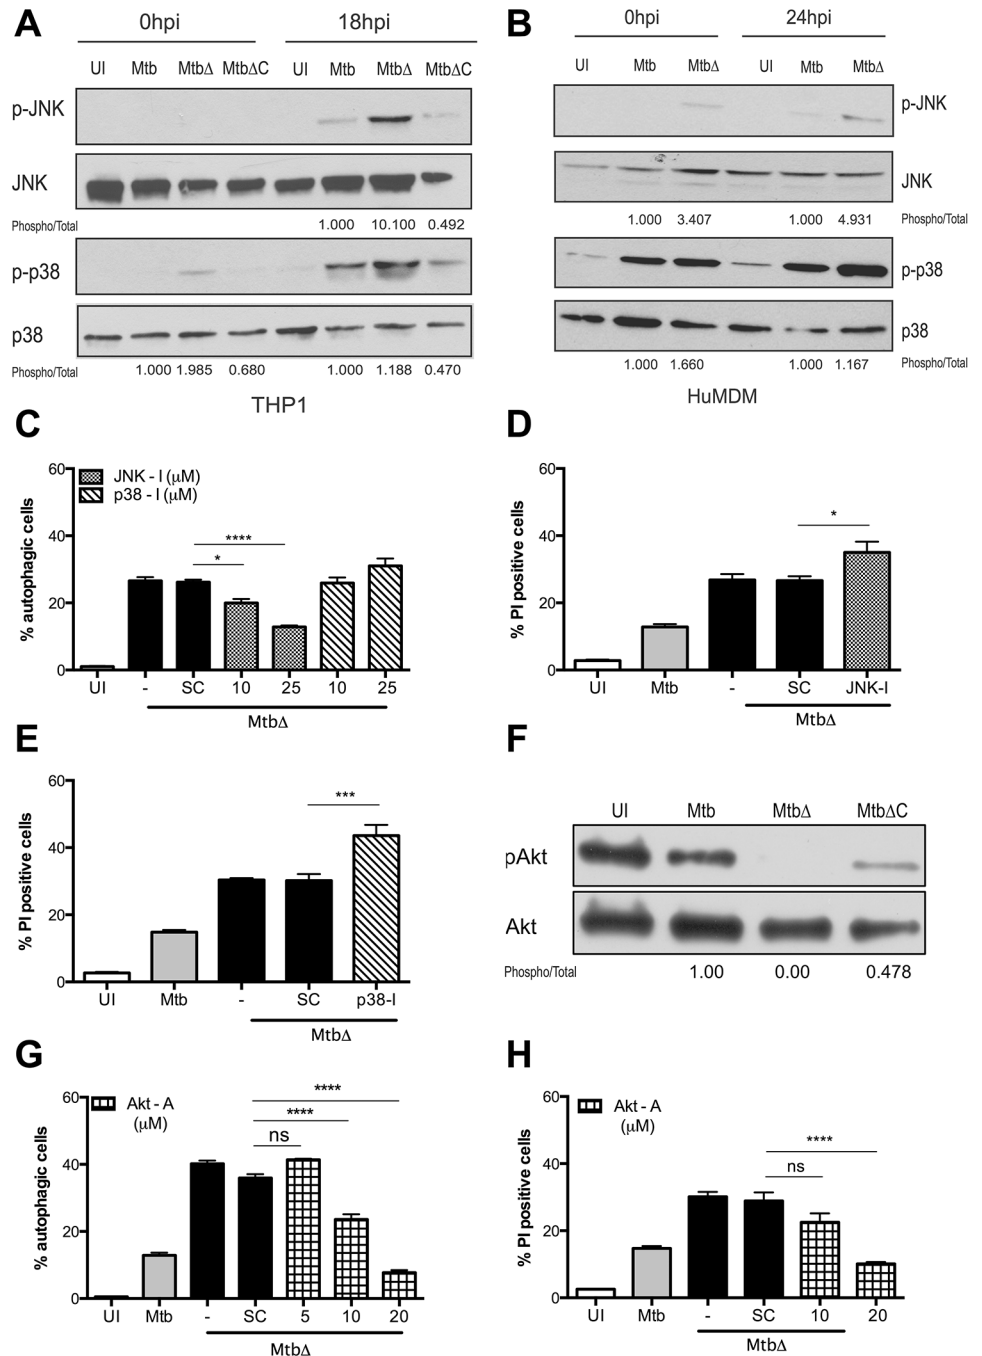 A
0hpi 18hpi
UI Mtb MtbΔ MtbΔC UI Mtb MtbΔ MtbΔC
p-JNK
JNK
Phospho/Total 1.000 10.100 0.492
p-p38
p38
Phospho/Total 1.000 1.985 0.680 1.000 1.188 0.470
THP1
B
0hpi 24hpi
UI Mtb MtbΔ UI Mtb MtbΔ
p-JNK
JNK
1.000 3.407 1.000 4.931 Phospho/Total
p-p38
p38
1.000 1.660 1.000 1.167 Phospho/Total
HuMDM
C
% autophagic cells
60
40
20
0
JNK - I (μM)
p38 - I (μM)
****
*
UI - SC 10 25 10 25
MtbΔ
D
% PI positive cells
60
40
20
0
*
UI Mtb - SC JNK-I
MtbΔ
E
% PI positive cells
60
40
20
0
***
UI Mtb - SC p38-I
MtbΔ
F
UI Mtb MtbΔ MtbΔC
pAkt
Akt
Phospho/Total 1.00 0.00 0.478
G
% autophagic cells
60
40
20
0
Akt - A
(μM)
****
****
ns
UI Mtb - SC 5 10 20
MtbΔ
H
% PI positive cells
60
40
20
0
Akt - A
(μM)
****
ns
UI Mtb - SC 10 20
MtbΔ